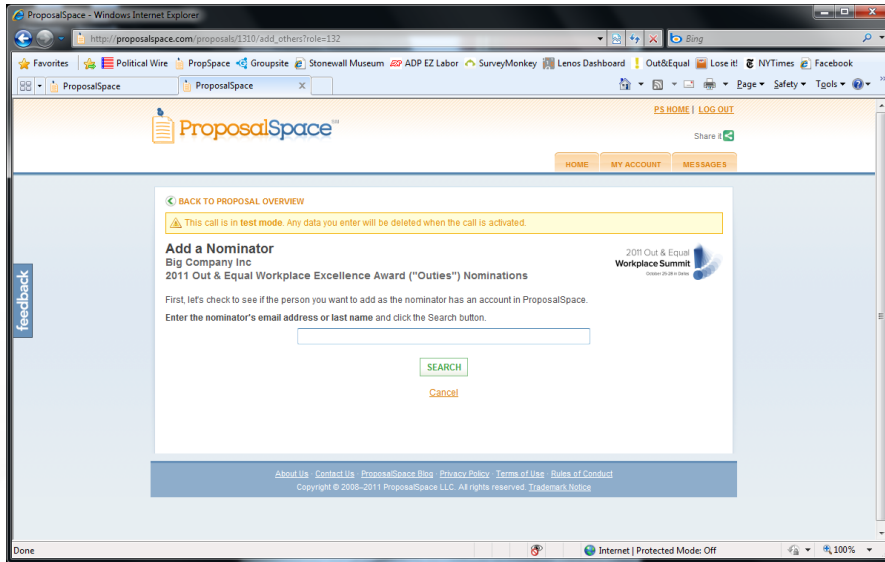 ProposalSpace - Windows Internet Explorer
http://proposalspace.com/proposals/1310/add_others?role=132
Bing
Favorites Political Wire PropSpace Groupsite Stonewall Museum ADP EZ Labor SurveyMonkey Lenos Dashboard Out&Equal Lose it! NYTimes Facebook
ProposalSpace ProposalSpace X Page Safety Tools
PS HOME | LOG OUT
ProposalSpace
Share it
HOME MY ACCOUNT MESSAGES
BACK TO PROPOSAL OVERVIEW
This call is in test mode. Any data you enter will be deleted when the call is activated.
Add a Nominator
Big Company Inc
2011 Out & Equal Workplace Excellence Award ("Outies") Nominations
2011 Out & Equal
Workplace Summit
October 25-28 in Dallas
First, let's check to see if the person you want to add as the nominator has an account in ProposalSpace.
Enter the nominator's email address or last name and click the Search button.
SEARCH
Cancel
feedback
About Us · Contact Us · ProposalSpace Blog · Privacy Policy · Terms of Use · Rules of Conduct
Copyright © 2008–2011 ProposalSpace LLC. All rights reserved. Trademark Notice
Done Internet | Protected Mode: Off 100%